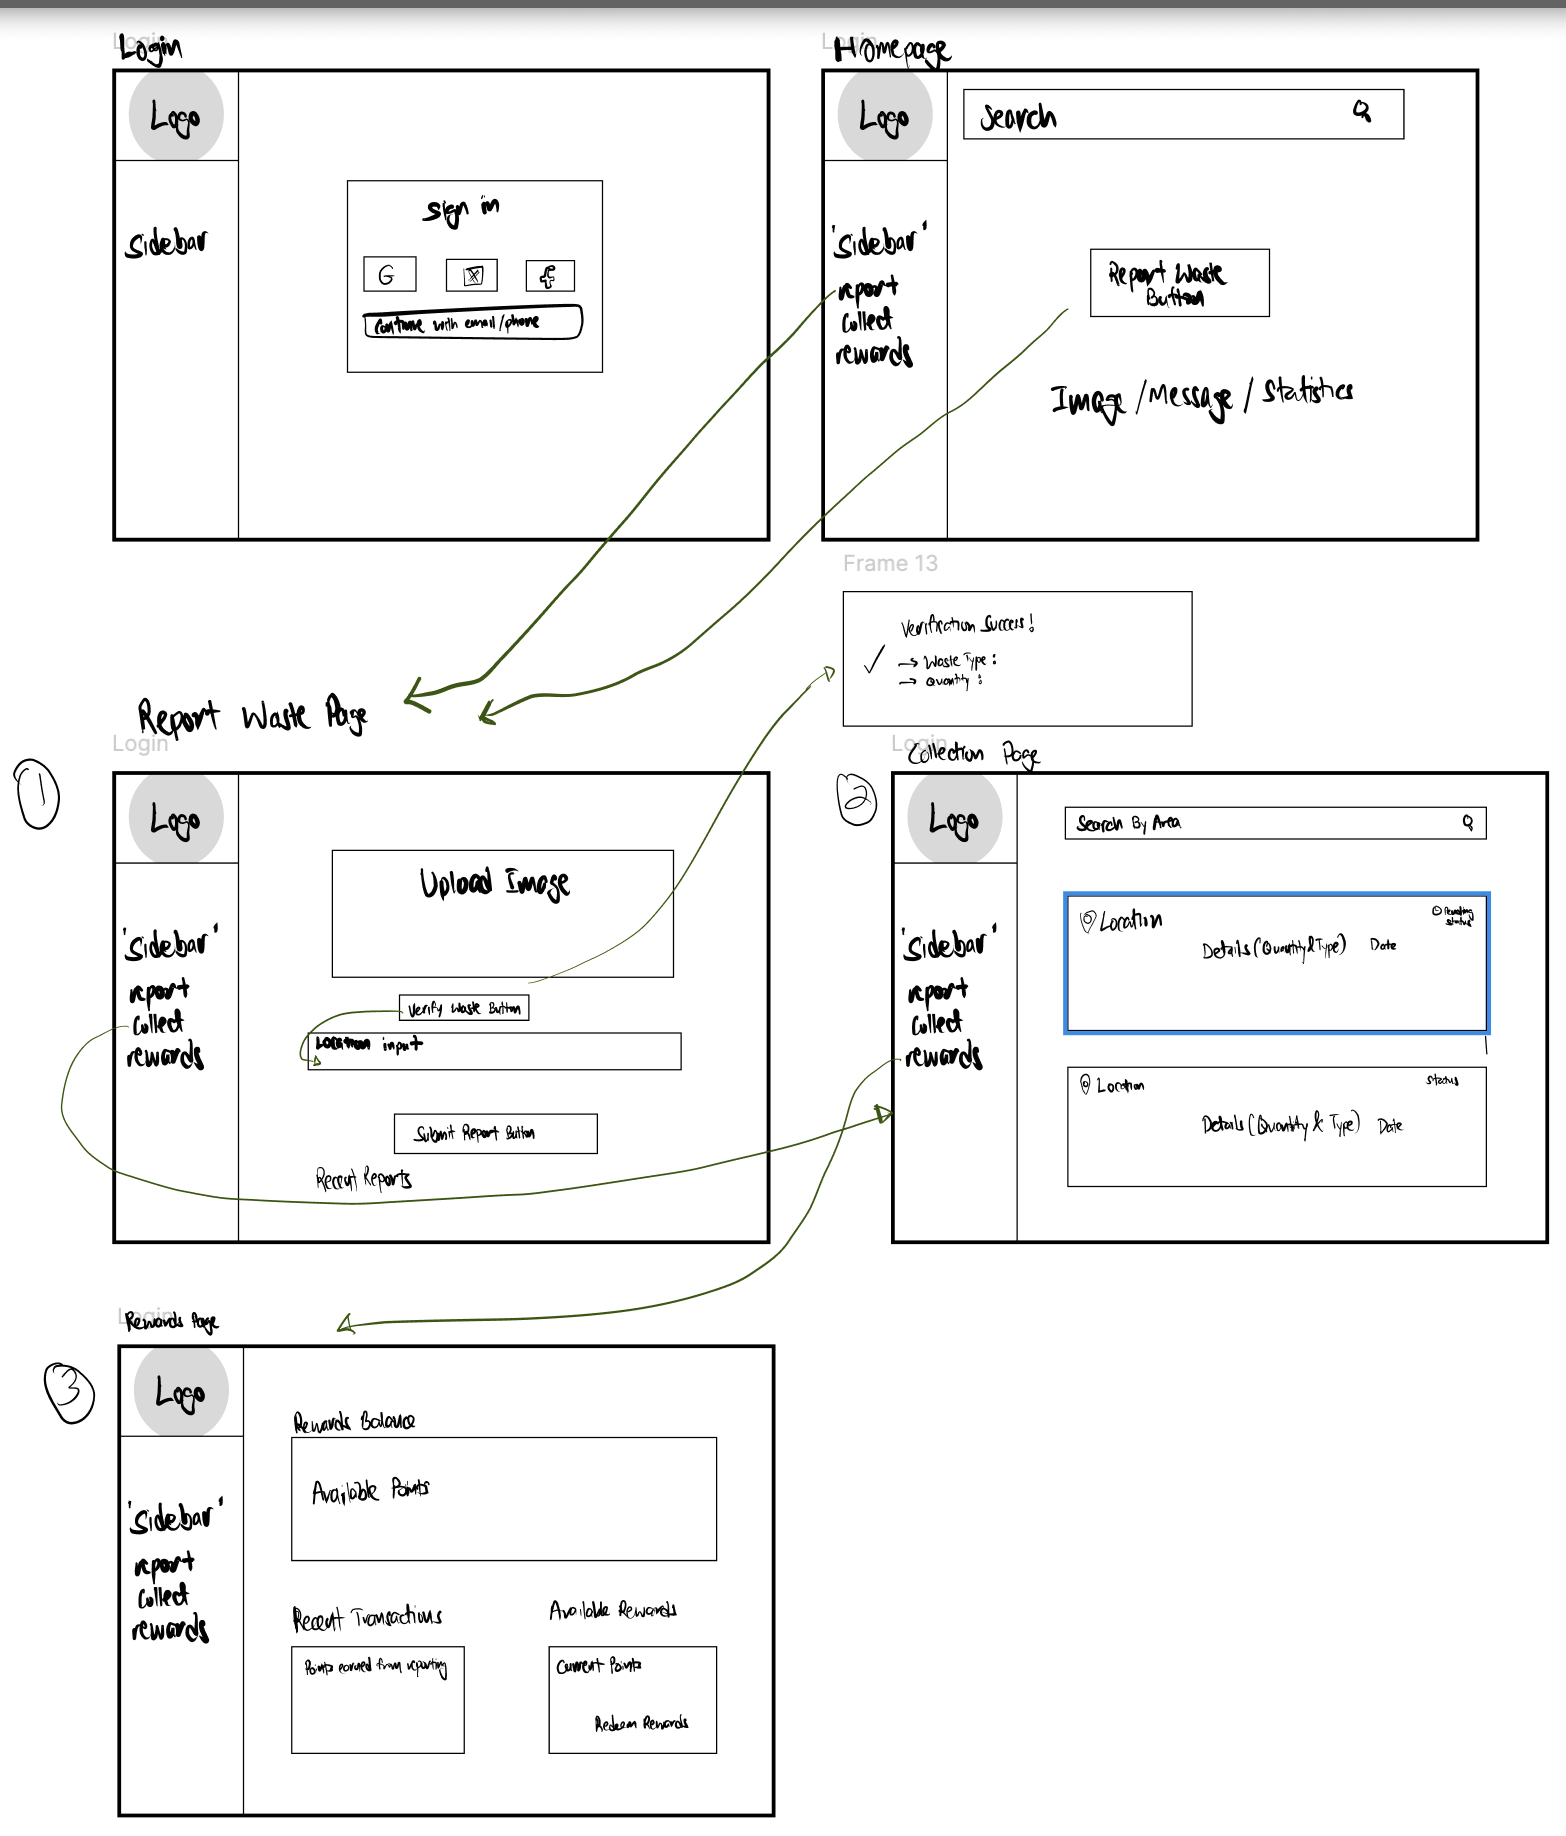 Login
Login
Logo
Sidebar
Sign in
G
X
f
Continue with email/phone
Login
Homepage
Logo
Search
'Sidebar'
report
Collect
rewards
Report Waste
Button
Image / Message / Statistics
Frame 13
Verification Success!
→ Waste Type :
→ Quantity :
Report Waste Page
Login
1
Logo
'Sidebar'
report
Collect
rewards
Upload Image
Verify Waste Button
Location input
Submit Report Button
Recent Reports
Login
Collection Page
2
Logo
'Sidebar'
report
Collect
rewards
Search By Area
Location
Pending
Status
Details (Quantity & Type) Date
Location
Status
Details (Quantity & Type) Date
Login
Rewards Page
3
Logo
'Sidebar'
report
Collect
rewards
Rewards Balance
Available Points
Recent Transactions
Points earned from reporting
Available Rewards
Current Points
Redeem Rewards